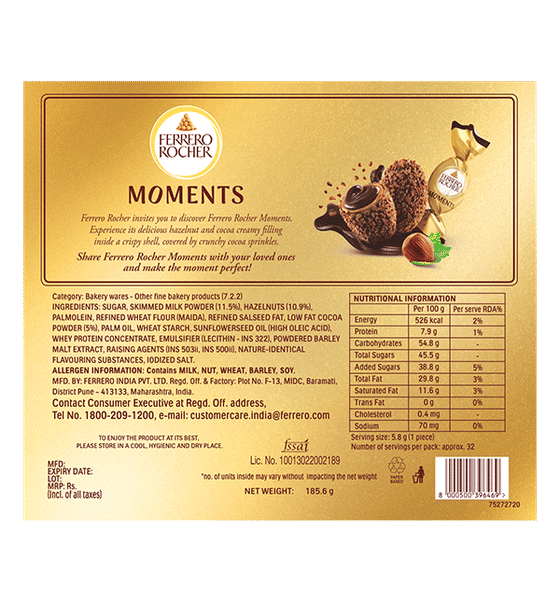 FERRERO
ROCHER
MOMENTS
Ferrero Rocher invites you to discover Ferrero Rocher Moments.
Experience its delicious hazelnut and cocoa creamy filling
inside a crispy shell, covered by crunchy cocoa sprinkles.
Share Ferrero Rocher Moments with your loved ones
and make the moment perfect!
FERRERO
ROCHER
MOMENTS
Category: Bakery wares - Other fine bakery products (7.2.2)
INGREDIENTS: SUGAR, SKIMMED MILK POWDER (11.5%), HAZELNUTS (10.9%),
PALMOLEIN, REFINED WHEAT FLOUR (MAIDA), REFINED SALSEED FAT, LOW FAT COCOA
POWDER (5%), PALM OIL, WHEAT STARCH, SUNFLOWERSEED OIL (HIGH OLEIC ACID),
WHEY PROTEIN CONCENTRATE, EMULSIFIER (LECITHIN - INS 322), POWDERED BARLEY
MALT EXTRACT, RAISING AGENTS (INS 503ii, INS 500ii), NATURE-IDENTICAL
FLAVOURING SUBSTANCES, IODIZED SALT.
ALLERGEN INFORMATION: Contains MILK, NUT, WHEAT, BARLEY, SOY.
MFD. BY: FERRERO INDIA PVT. LTD. Regd. Off. & Factory: Plot No. F-13, MIDC, Baramati,
District Pune - 413133, Maharashtra, India.
Contact Consumer Executive at Regd. Off. address,
Tel No. 1800-209-1200, e-mail: customercare.india@ferrero.com
TO ENJOY THE PRODUCT AT ITS BEST,
PLEASE STORE IN A COOL, HYGIENIC AND DRY PLACE.
fssai
Lic. No. 10013022002189
MFD:
EXPIRY DATE:
LOT:
MRP: Rs.
(Incl. of all taxes)
*no. of units inside may vary without impacting the net weight
NET WEIGHT: 185.6 g
NUTRITIONAL INFORMATION
Per 100 g Per serve RDA%
Energy 526 kcal 2%
Protein 7.9 g 1%
Carbohydrates 54.8 g -
Total Sugars 45.5 g -
Added Sugars 38.8 g 5%
Total Fat 29.8 g 3%
Saturated Fat 11.6 g 3%
Trans Fat 0 g 0%
Cholesterol 0.4 mg -
Sodium 70 mg 0%
Serving size: 5.8 g (1 piece)
Number of servings per pack: approx. 32
PAPER
BASED
8 000500 396469 >
75272720